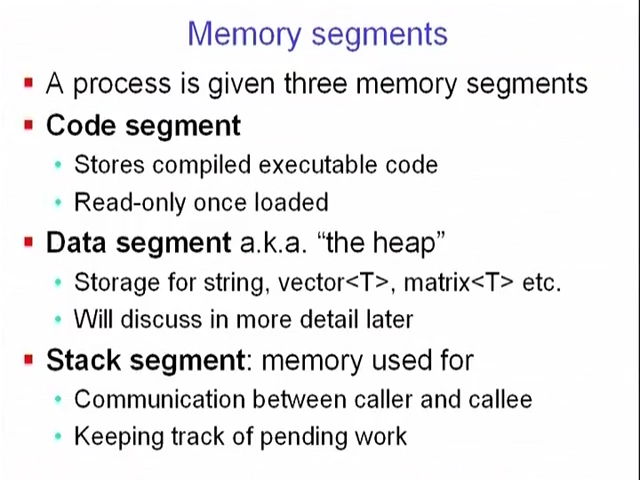 Memory segments
A process is given three memory segments
Code segment
Stores compiled executable code
Read-only once loaded
Data segment a.k.a. “the heap”
Storage for string, vector<T>, matrix<T> etc.
Will discuss in more detail later
Stack segment: memory used for
Communication between caller and callee
Keeping track of pending work